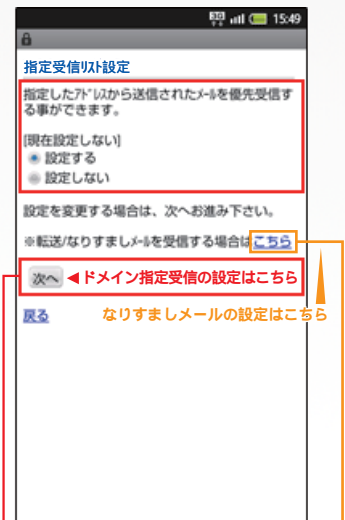 3G 15:49
指定受信ﾘｽﾄ設定
指定したｱﾄﾞﾚｽから送信されたﾒｰﾙを優先受信す
る事ができます。
[現在設定しない]
設定する
設定しない
設定を変更する場合は、次へお進み下さい。
※転送/なりすましﾒｰﾙを受信する場合はこちら
次へ ◀ドメイン指定受信の設定はこちら
戻る なりすましメールの設定はこちら